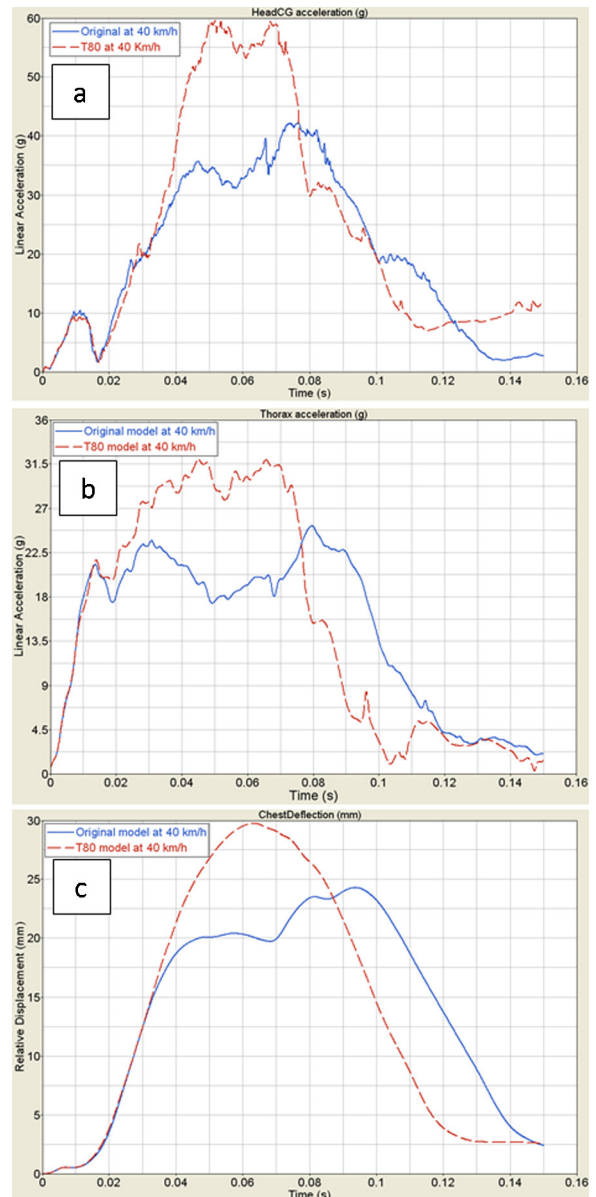 HeadCG acceleration (g)
60
Original at 40 km/h
T80 at 40 Km/h
50
a
40
Linear Acceleration (g)
30
20
10
0
0 0.02 0.04 0.06 0.08 0.1 0.12 0.14 0.16
Time (s)
Thorax acceleration (g)
36
Original model at 40 km/h
T80 model at 40 km/h
31.5
b
27
Linear Acceleration (g)
22.5
18
13.5
9
4.5
0
0 0.02 0.04 0.06 0.08 0.1 0.12 0.14 0.16
Time (s)
ChestDeflection (mm)
30
Original model at 40 km/h
T80 model at 40 km/h
25
c
20
Relative Displacement (mm)
15
10
5
0
0 0.02 0.04 0.06 0.08 0.1 0.12 0.14 0.16
Time (s)